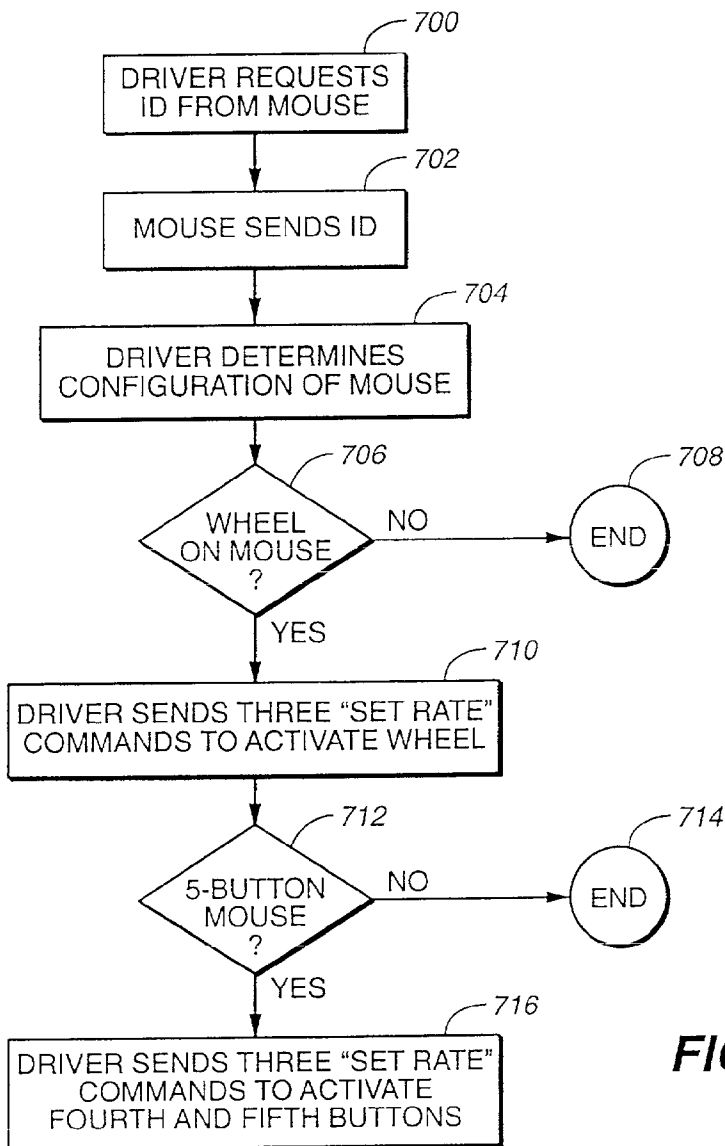 700
DRIVER REQUESTS
ID FROM MOUSE
702
MOUSE SENDS ID
704
DRIVER DETERMINES
CONFIGURATION OF MOUSE
706
WHEEL
ON MOUSE
?
NO
708
END
YES
710
DRIVER SENDS THREE “SET RATE”
COMMANDS TO ACTIVATE WHEEL
712
5-BUTTON
MOUSE
?
NO
714
END
YES
716
DRIVER SENDS THREE “SET RATE”
COMMANDS TO ACTIVATE
FOURTH AND FIFTH BUTTONS